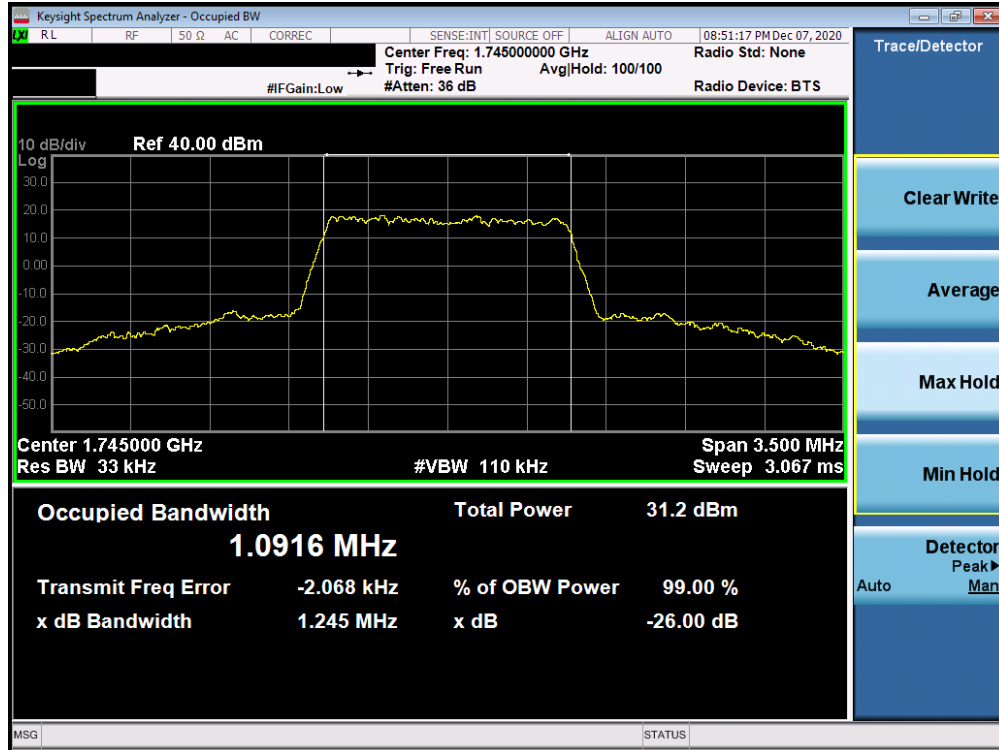 Keysight Spectrum Analyzer - Occupied BW
LXI RL RF 50 Ω AC CORREC SENSE:INT SOURCE OFF ALIGN AUTO 08:51:17 PM Dec 07, 2020
Center Freq: 1.745000000 GHz Radio Std: None
Trig: Free Run Avg|Hold: 100/100
#IFGain:Low #Atten: 36 dB Radio Device: BTS
10 dB/div Ref 40.00 dBm
Log
30.0
20.0
10.0
0.00
-10.0
-20.0
-30.0
-40.0
-50.0
Center 1.745000 GHz Span 3.500 MHz
Res BW 33 kHz #VBW 110 kHz Sweep 3.067 ms
Occupied Bandwidth Total Power 31.2 dBm
1.0916 MHz
Transmit Freq Error -2.068 kHz % of OBW Power 99.00 %
x dB Bandwidth 1.245 MHz x dB -26.00 dB
Trace/Detector
Clear Write
Average
Max Hold
Min Hold
Detector
Peak▶
Auto Man
MSG STATUS